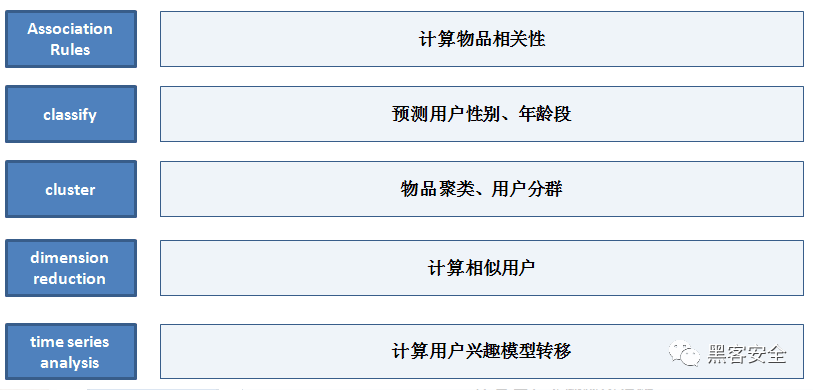 Association
Rules
计算物品相关性
classify
预测用户性别、年龄段
cluster
物品聚类、用户分群
dimension
reduction
计算相似用户
time series
analysis
计算用户兴趣模型转移
黑客安全